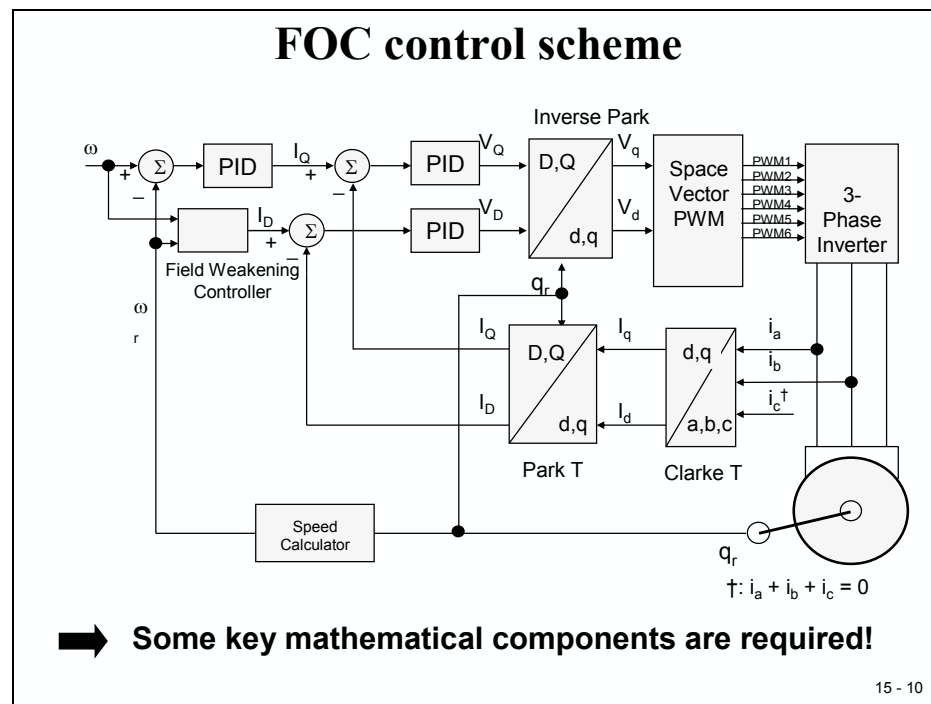 FOC control scheme
Inverse Park
ω
+
Σ
−
PID
I_Q
+
Σ
−
PID
V_Q
D,Q
d,q
V_q
V_d
Space
Vector
PWM
PWM1
PWM2
PWM3
PWM4
PWM5
PWM6
3-
Phase
Inverter
I_D
+
Σ
−
PID
V_D
Field Weakening
Controller
ω
r
q_r
I_Q
D,Q
d,q
I_q
d,q
a,b,c
i_a
i_b
i_c†
I_D
I_d
Park T
Clarke T
Speed
Calculator
q_r
†: i_a + i_b + i_c = 0
Some key mathematical components are required!
15 - 10